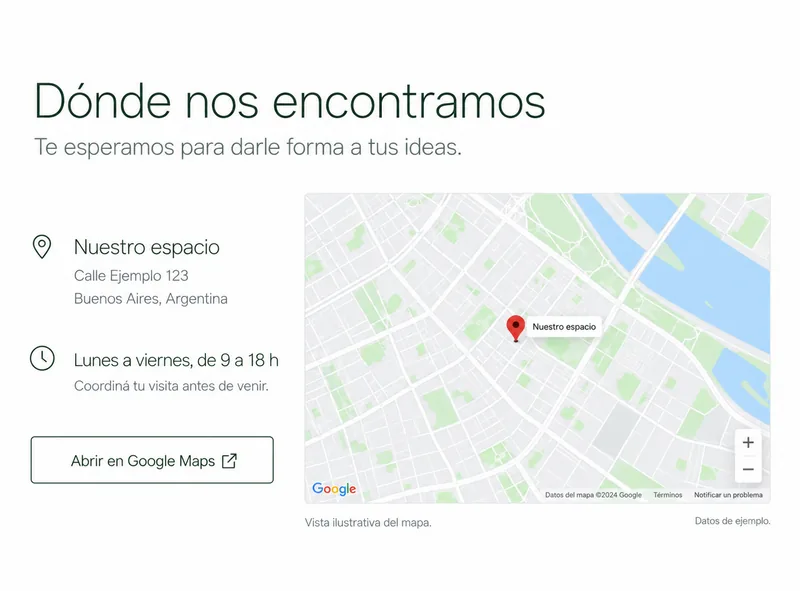 Dónde nos encontramos
Te esperamos para darle forma a tus ideas.
Nuestro espacio
Calle Ejemplo 123
Buenos Aires, Argentina
Lunes a viernes, de 9 a 18 h
Coordiná tu visita antes de venir.
Abrir en Google Maps
Nuestro espacio
+
−
Google
Datos del mapa ©2024 Google Términos Notificar un problema
Vista ilustrativa del mapa.
Datos de ejemplo.